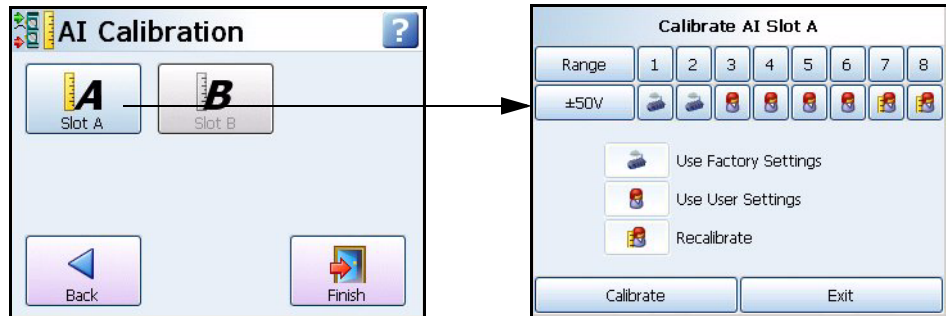 AI Calibration
?
A
Slot A
B
Slot B
Back
Finish
Calibrate AI Slot A
Range 1 2 3 4 5 6 7 8
±50V
Use Factory Settings
Use User Settings
Recalibrate
Calibrate Exit